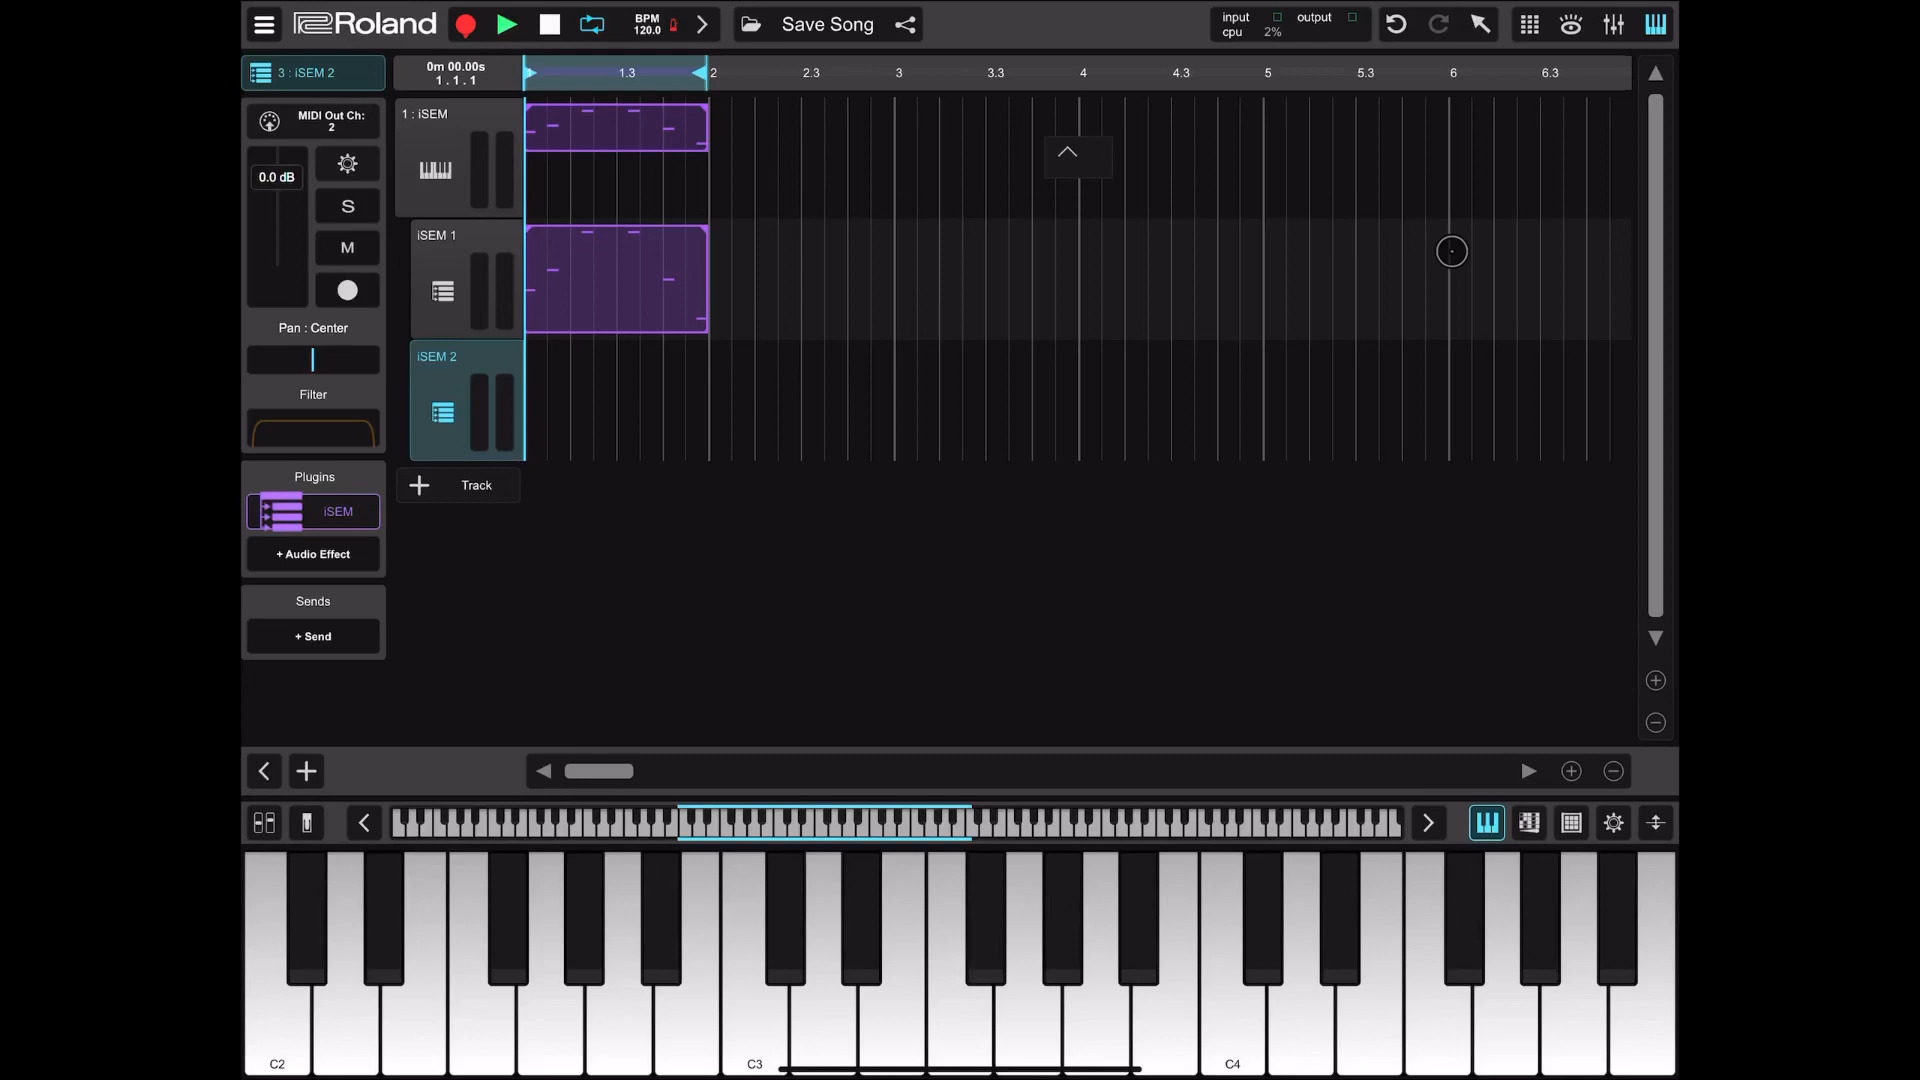 Roland
BPM
120.0
Save Song
input
output
cpu
2%
3 : iSEM 2
0m 00.00s
1 . 1 . 1
1.3
2
2.3
3
3.3
4
4.3
5
5.3
6
6.3
MIDI Out Ch:
2
1 : iSEM
0.0 dB
S
M
iSEM 1
Pan : Center
iSEM 2
Filter
Plugins
iSEM
+ Audio Effect
Track
Sends
+ Send
C2
C3
C4